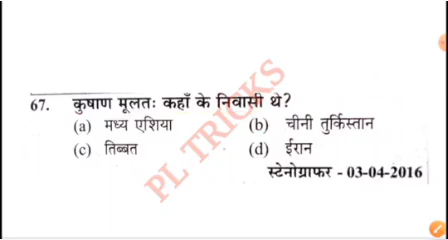 67. कुषाण मूलतः कहाँ के निवासी थे?
(a) मध्य एशिया (b) चीनी तुर्किस्तान
(c) तिब्बत (d) ईरान
स्टेनोग्राफर - 03-04-2016
PL TRICKS